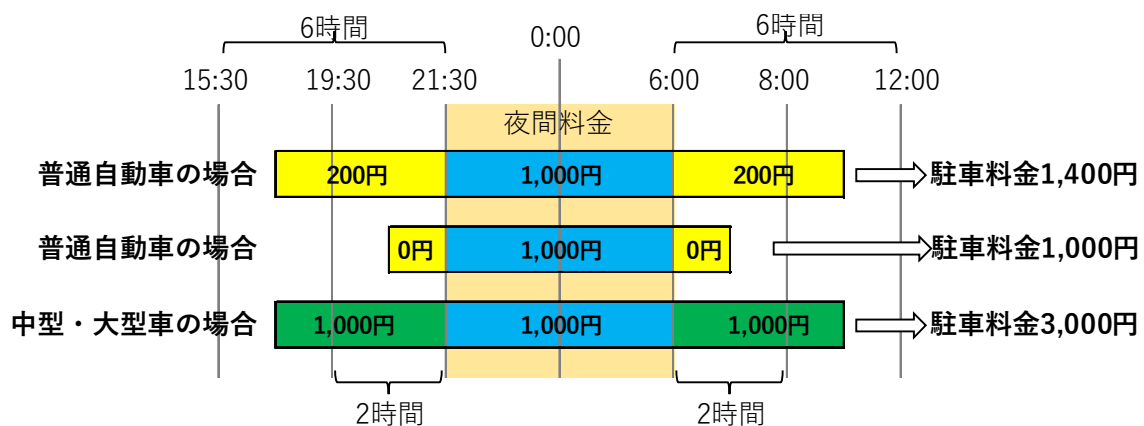 6時間 0:00 6時間
15:30 19:30 21:30 6:00 8:00 12:00
夜間料金
普通自動車の場合 200円 1,000円 200円 駐車料金1,400円
普通自動車の場合 0円 1,000円 0円 駐車料金1,000円
中型・大型車の場合 1,000円 1,000円 1,000円 駐車料金3,000円
2時間 2時間